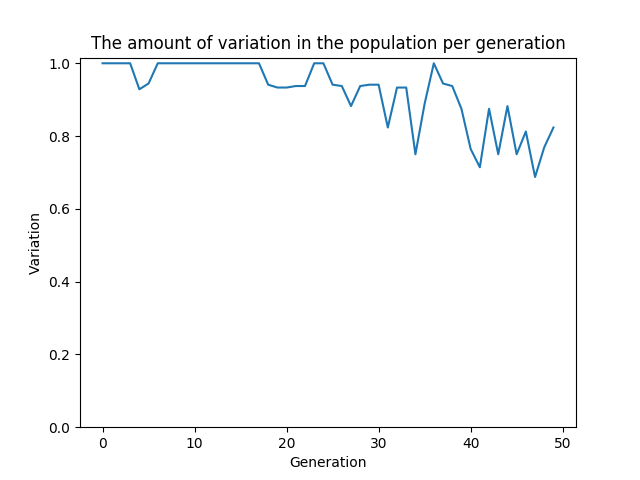 The amount of variation in the population per generation
1.0
0.8
0.6
0.4
0.2
0.0
Variation
0 10 20 30 40 50
Generation